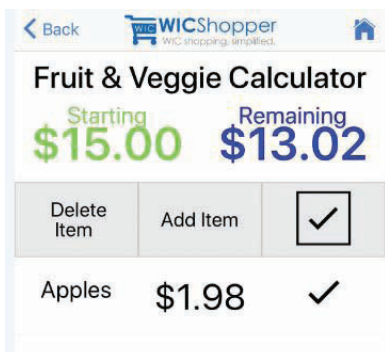 Back
WIC WICShopper
WIC shopping, simplified.
Fruit & Veggie Calculator
Starting Remaining
$15.00 $13.02
Delete Item Add Item
Apples $1.98